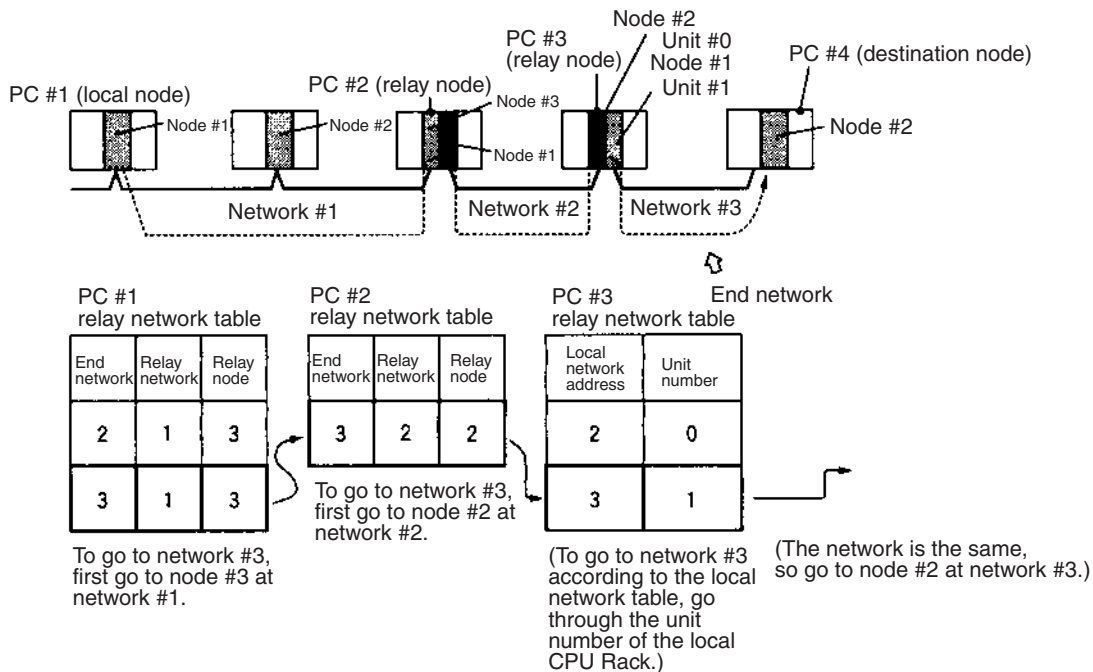 Node #2
PC #3
(relay node)
Unit #0
Node #1
Unit #1
PC #4 (destination node)
PC #1 (local node)
PC #2 (relay node)
Node #1
Node #2
Node #3
Node #1
Node #2
Network #1
Network #2
Network #3
End network
PC #1
relay network table
End
network
Relay
network
Relay
node
2
1
3
3
1
3
To go to network #3,
first go to node #3 at
network #1.
PC #2
relay network table
End
network
Relay
network
Relay
node
3
2
2
To go to network #3,
first go to node #2 at
network #2.
PC #3
relay network table
Local
network
address
Unit
number
2
0
3
1
(To go to network #3
according to the local
network table, go
through the unit
number of the local
CPU Rack.)
(The network is the same,
so go to node #2 at network #3.)